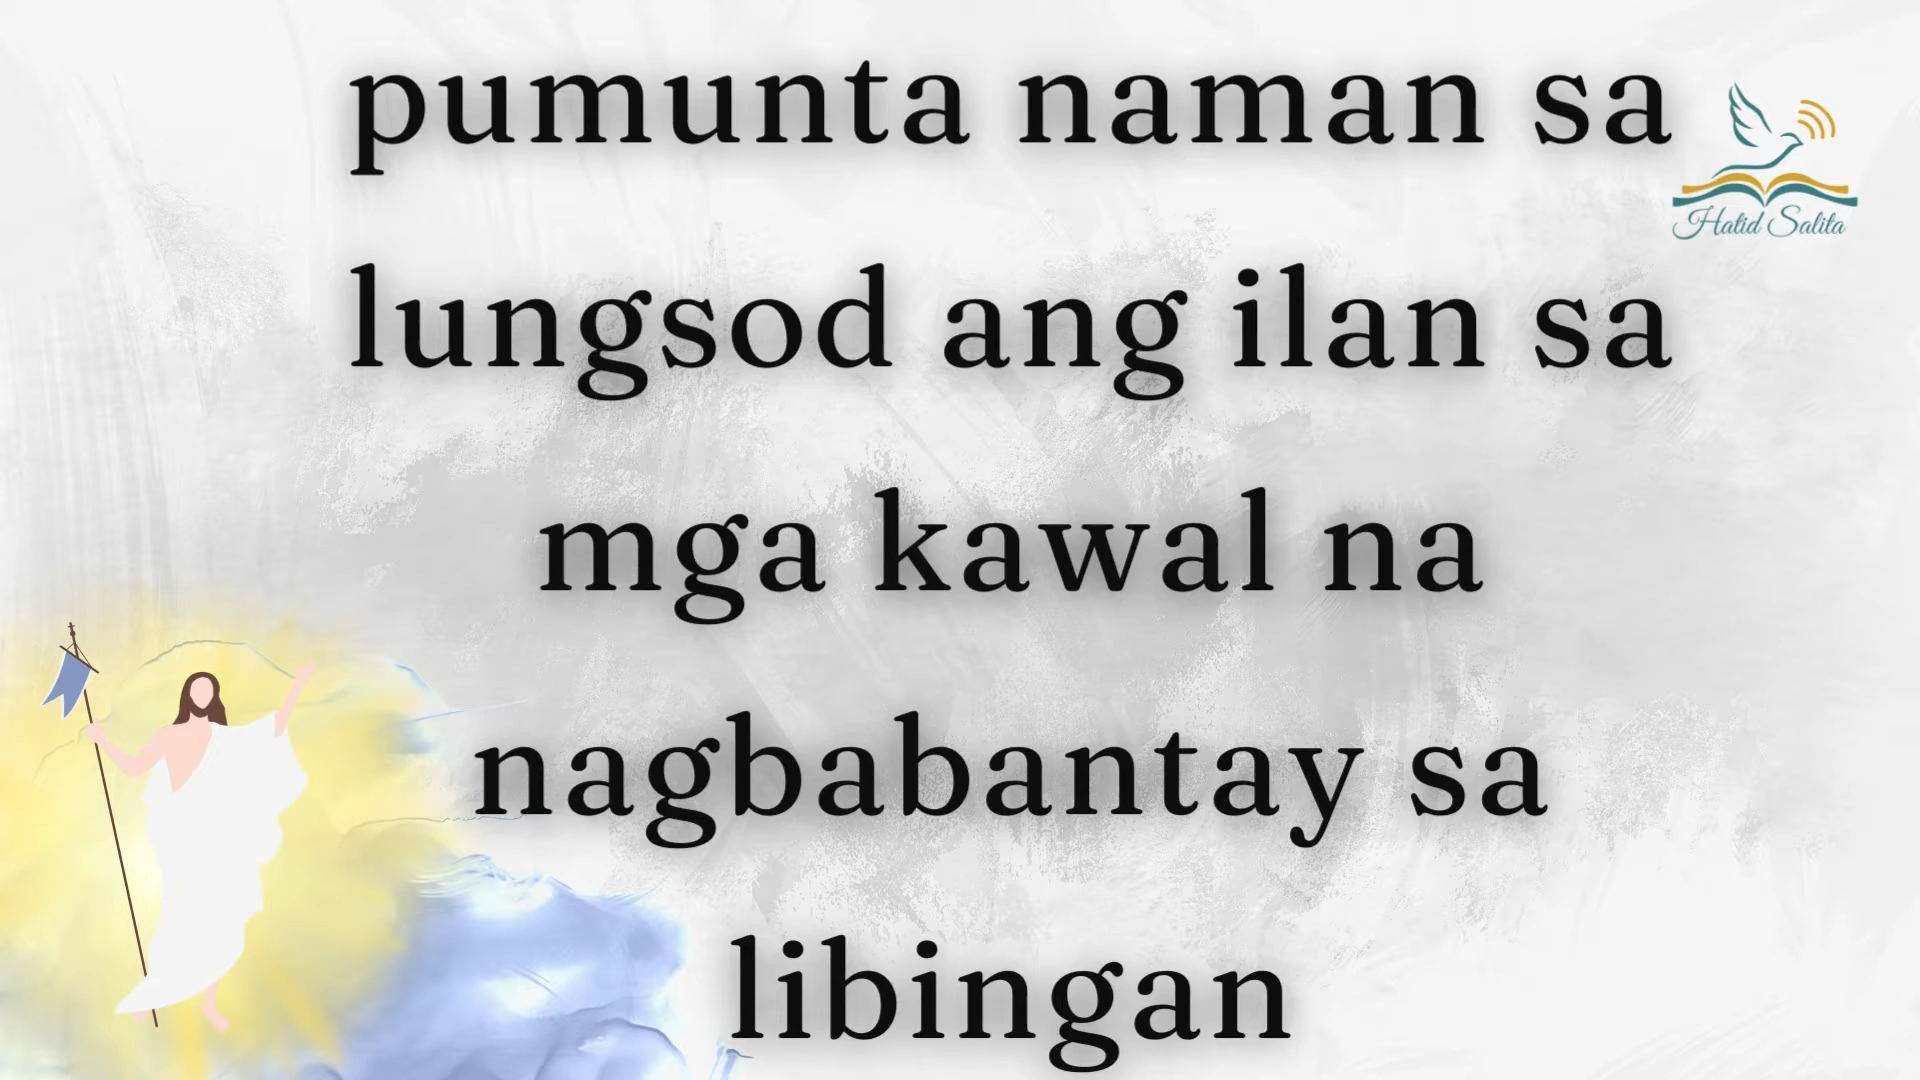 pumunta naman sa
lungsod ang ilan sa
mga kawal na
nagbabantay sa
libingan
Hatid Salita